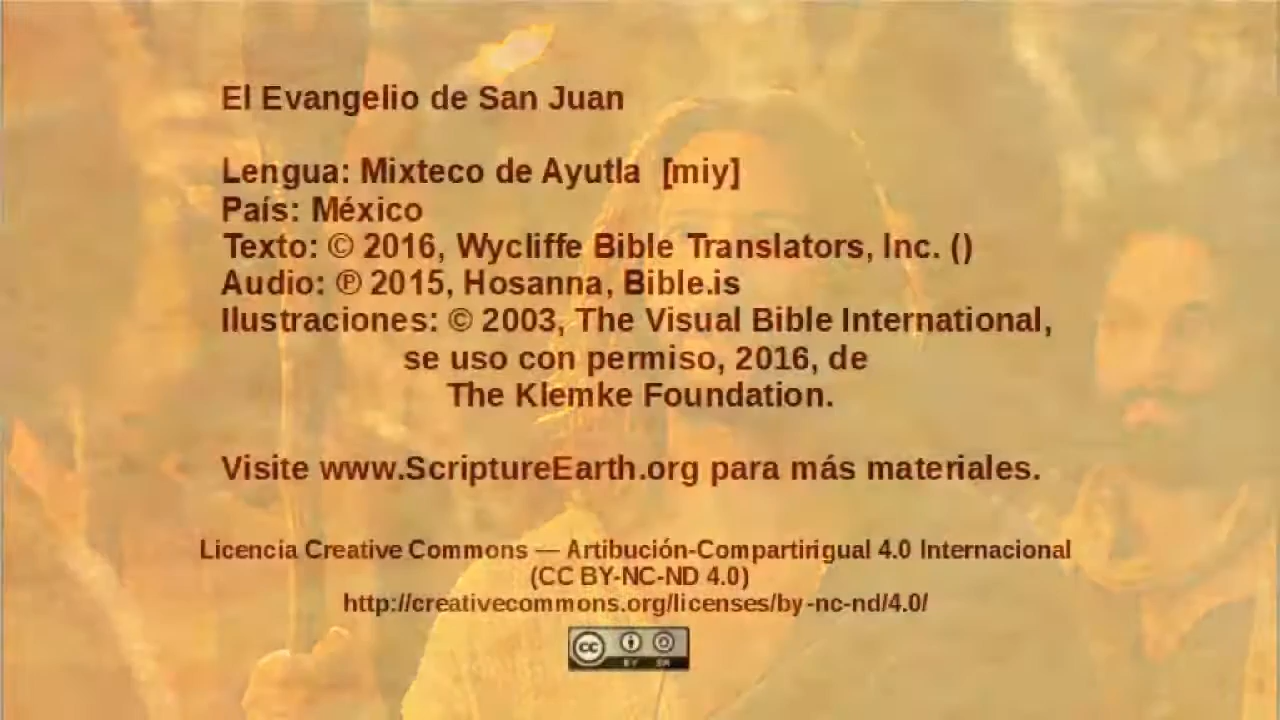 El Evangelio de San Juan
Lengua: Mixteco de Ayutla [miy]
País: México
Texto: © 2016, Wycliffe Bible Translators, Inc. ()
Audio: ℗ 2015, Hosanna, Bible.is
Ilustraciones: © 2003, The Visual Bible International,
se uso con permiso, 2016, de
The Klemke Foundation.
Visite www.ScriptureEarth.org para más materiales.
Licencia Creative Commons — Artibución-Compartirigual 4.0 Internacional
(CC BY-NC-ND 4.0)
http://creativecommons.org/licenses/by-nc-nd/4.0/
cc BY SA